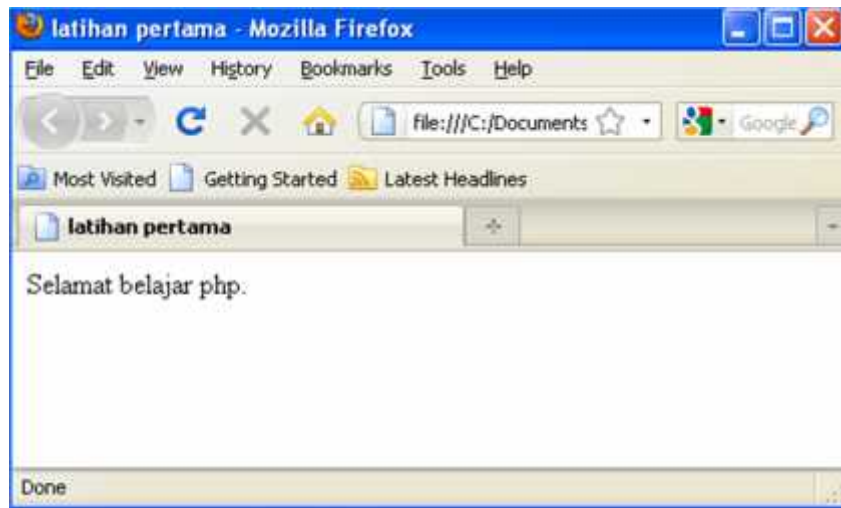 latihan pertama - Mozilla Firefox
File Edit View History Bookmarks Tools Help
file:///C:/Documents Google
Most Visited Getting Started Latest Headlines
latihan pertama
Selamat belajar php.
Done